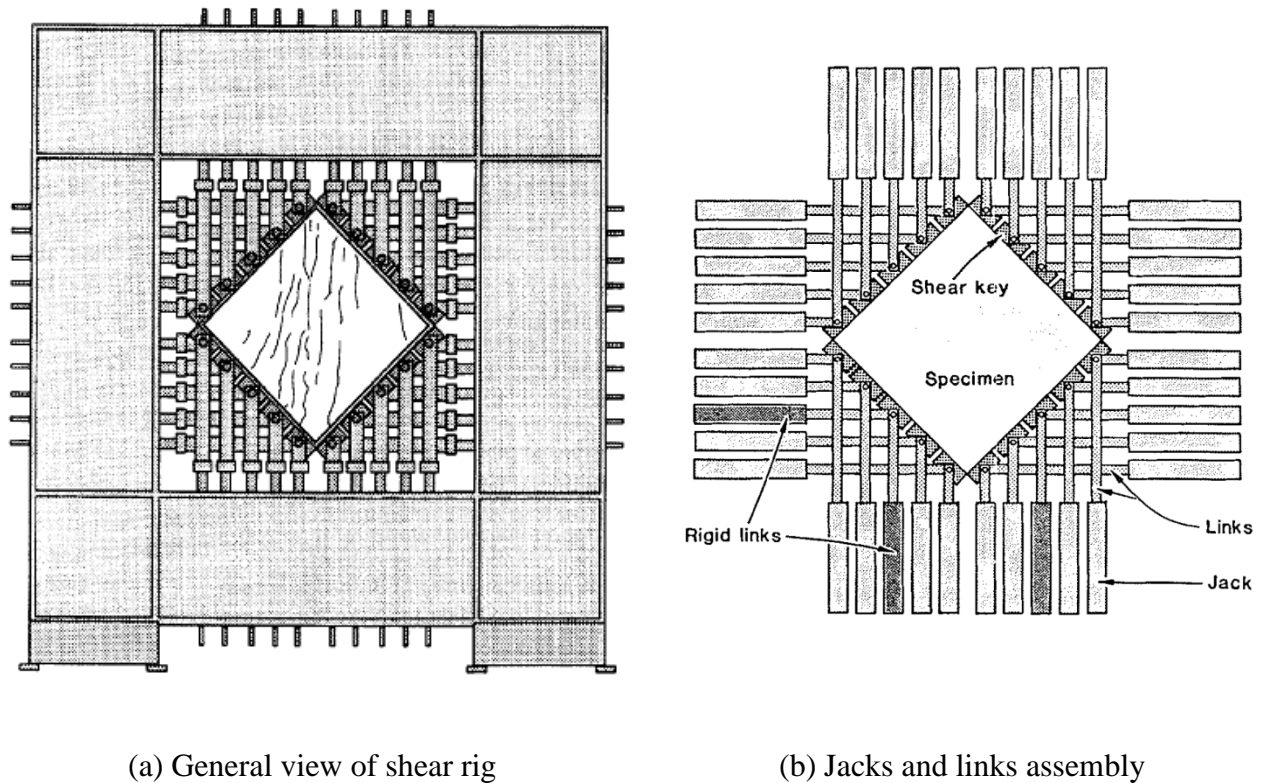 Shear key
Specimen
Rigid links
Links
Jack
(a) General view of shear rig
(b) Jacks and links assembly